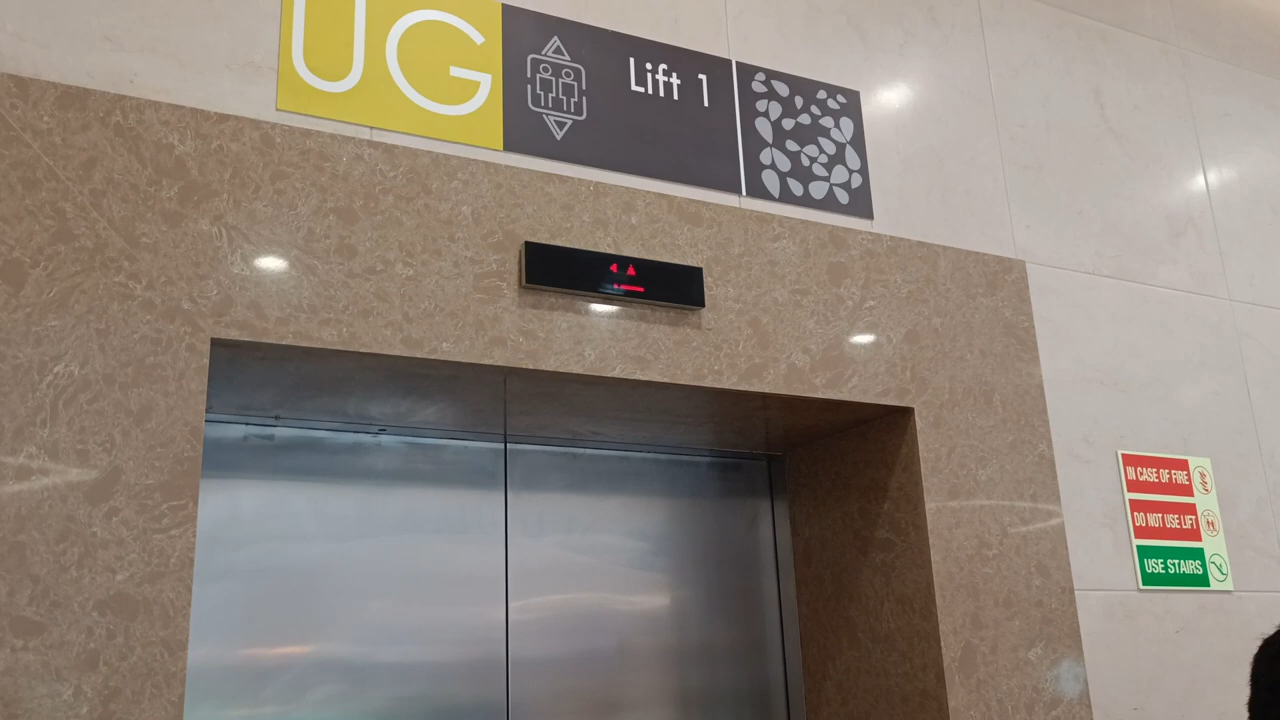 UG
Lift 1
IN CASE OF FIRE
DO NOT USE LIFT
USE STAIRS